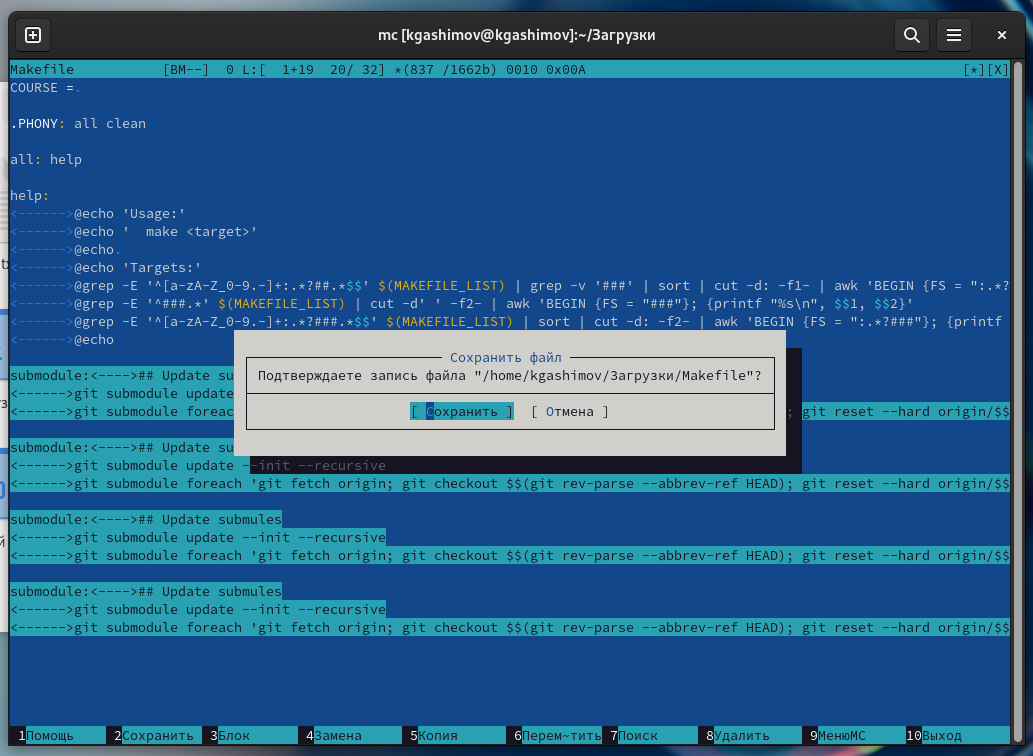 mc [kgashimov@kgashimov]:~/Загрузки
Makefile [BM--] 0 L:[ 1+19 20/ 32] *(837 /1662b) 0010 0x00A [*][X]
COURSE =.
.PHONY: all clean
all: help
help:
<------>@echo 'Usage:'
<------>@echo ' make <target>'
<------>@echo.
<------>@echo 'Targets:'
<------>@grep -E '^[a-zA-Z_0-9.-]+:.*?##.*$$' $(MAKEFILE_LIST) | grep -v '###' | sort | cut -d: -f1- | awk 'BEGIN {FS = ":.*?
<------>@grep -E '^###.*' $(MAKEFILE_LIST) | cut -d' ' -f2- | awk 'BEGIN {FS = "###"}; {printf "%s\n", $$1, $$2}'
<------>@grep -E '^[a-zA-Z_0-9.-]+:.*?###.*$$' $(MAKEFILE_LIST) | sort | cut -d: -f2- | awk 'BEGIN {FS = ":.*?###"}; {printf
<------>@echo
Сохранить файл
Подтверждаете запись файла "/home/kgashimov/Загрузки/Makefile"?
[ Сохранить ] [ Отмена ]
submodule:<---->## Update su
<------>git submodule update
<------>git submodule foreac ; git reset --hard origin/$$
submodule:<---->## Update su
<------>git submodule update --init --recursive
<------>git submodule foreach 'git fetch origin; git checkout $$(git rev-parse --abbrev-ref HEAD); git reset --hard origin/$$
submodule:<---->## Update submules
<------>git submodule update --init --recursive
<------>git submodule foreach 'git fetch origin; git checkout $$(git rev-parse --abbrev-ref HEAD); git reset --hard origin/$$
submodule:<---->## Update submules
<------>git submodule update --init --recursive
<------>git submodule foreach 'git fetch origin; git checkout $$(git rev-parse --abbrev-ref HEAD); git reset --hard origin/$$
1Помощь 2Сохранить 3Блок 4Замена 5Копия 6Перем~тить 7Поиск 8Удалить 9МенюMC 10Выход